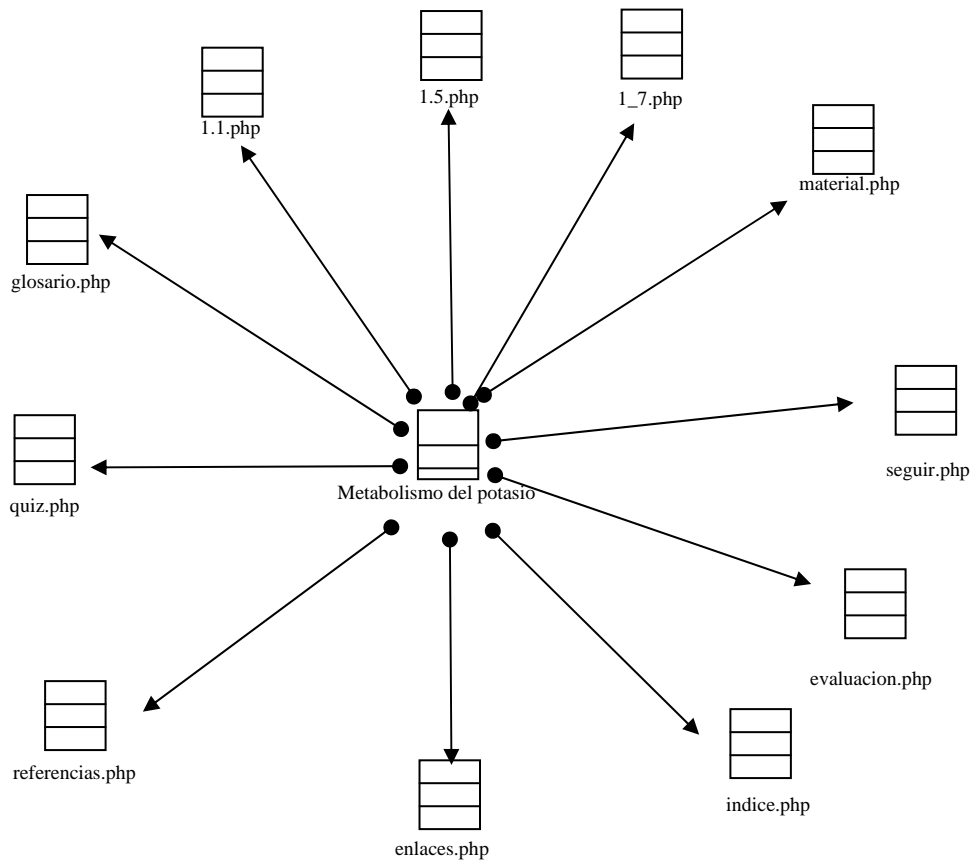 1.5.php
1_7.php
1.1.php
material.php
glosario.php
seguir.php
Metabolismo del potasio
quiz.php
evaluacion.php
referencias.php
indice.php
enlaces.php